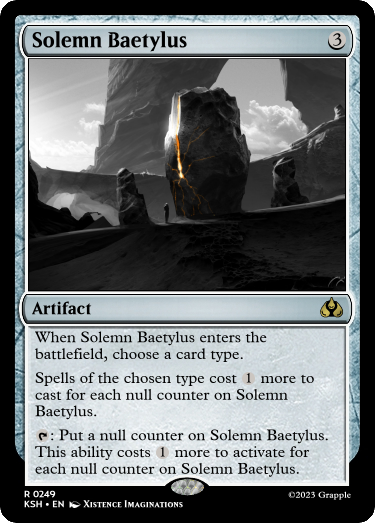 Solemn Baetylus 3
Artifact
When Solemn Baetylus enters the
battlefield, choose a card type.
Spells of the chosen type cost 1 more to
cast for each null counter on Solemn
Baetylus.
: Put a null counter on Solemn Baetylus.
This ability costs 1 more to activate for
each null counter on Solemn Baetylus.
R 0249
KSH • EN Xistence Imaginations
©2023 Grapple